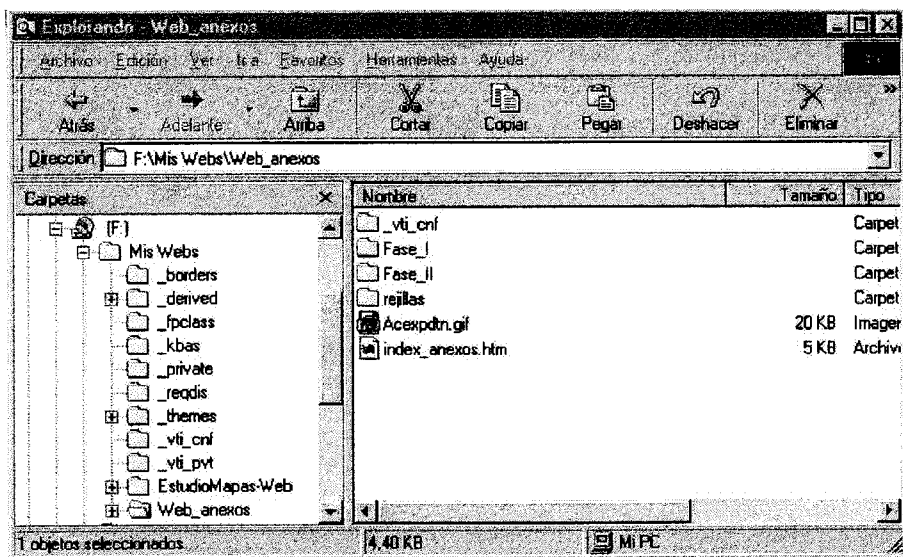 Explorando - Web_anexos
Archivo Edición Ver Ir a Favoritos Herramientas Ayuda
Atrás Adelante Arriba Cortar Copiar Pegar Deshacer Eliminar »
Dirección F:\Mis Webs\Web_anexos
Carpetas
(F:)
Mis Webs
_borders
_derived
_fpclass
_kbas
_private
_reqdis
_themes
_vti_cnf
_vti_pvt
EstudioMapas-Web
Web_anexos
Nombre Tamaño Tipo
_vti_cnf Carpet
Fase_I Carpet
Fase_II Carpet
rejillas Carpet
Acexpdtn.gif 20 KB Imager
index_anexos.htm 5 KB Archiv
1 objetos seleccionados 4,40 KB Mi PC